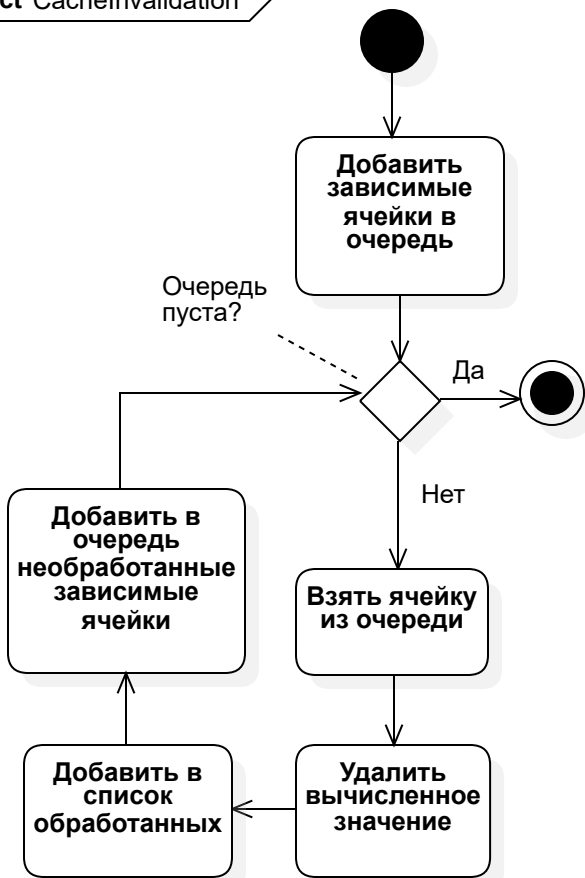 ct CacheInvalidation
Добавить
зависимые
ячейки в
очередь
Очередь
пуста?
Да
Нет
Добавить в
очередь
необработанные
зависимые
ячейки
Взять ячейку
из очереди
Добавить в
список
обработанных
Удалить
вычисленное
значение